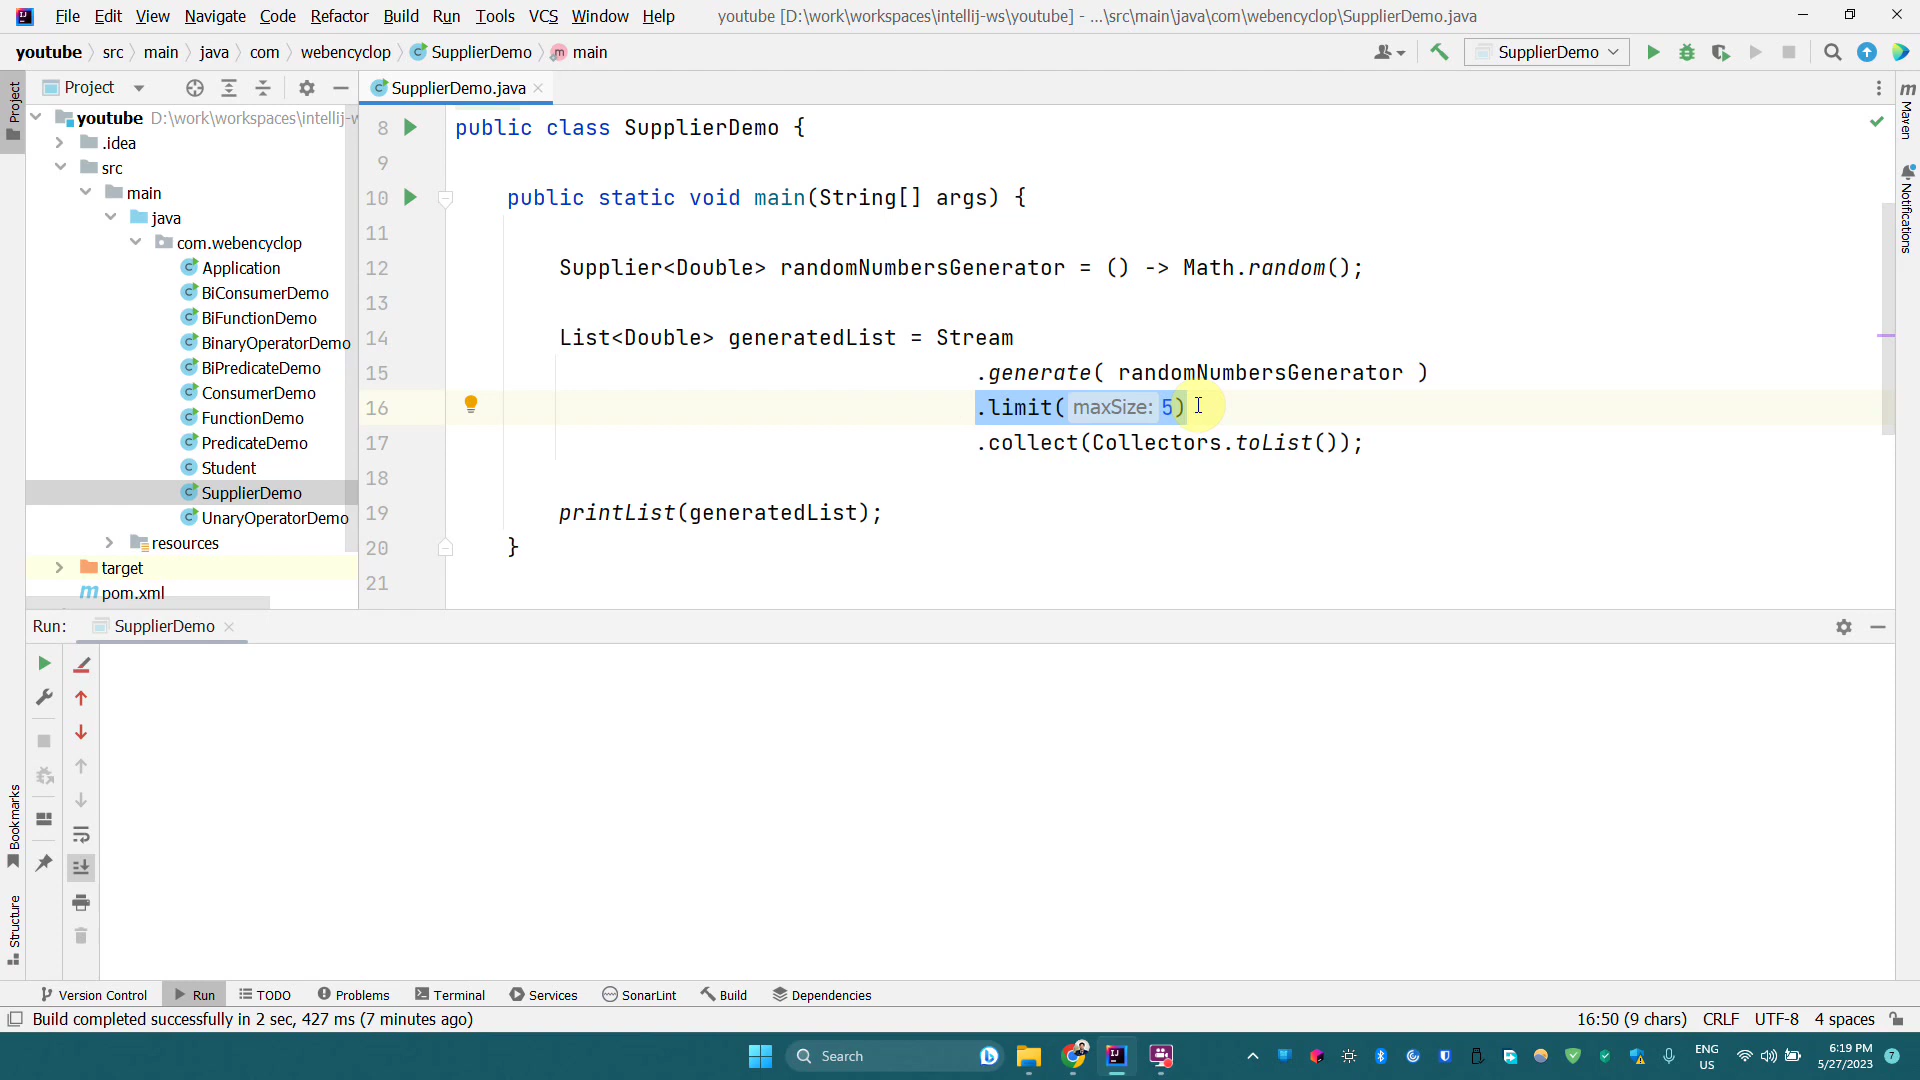 File Edit View Navigate Code Refactor Build Run Tools VCS Window Help youtube [D:\work\workspaces\intellij-ws\youtube] - ...\src\main\java\com\webencyclop\SupplierDemo.java
youtube src main java com webencyclop SupplierDemo m main SupplierDemo
Project
Project
SupplierDemo.java
youtube D:\work\workspaces\intellij-w
.idea
src
main
java
com.webencyclop
Application
BiConsumerDemo
BiFunctionDemo
BinaryOperatorDemo
BiPredicateDemo
ConsumerDemo
FunctionDemo
PredicateDemo
Student
SupplierDemo
UnaryOperatorDemo
resources
target
m pom.xml
8 public class SupplierDemo {
9
10 public static void main(String[] args) {
11
12 Supplier<Double> randomNumbersGenerator = () -> Math.random();
13
14 List<Double> generatedList = Stream
15 .generate( randomNumbersGenerator )
16 .limit( maxSize: 5)
17 .collect(Collectors.toList());
18
19 printList(generatedList);
20 }
21
m Maven
Notifications
Run: SupplierDemo
Bookmarks
Structure
Version Control Run TODO Problems Terminal Services SonarLint Build Dependencies
Build completed successfully in 2 sec, 427 ms (7 minutes ago) 16:50 (9 chars) CRLF UTF-8 4 spaces
Search
ENG
US
6:19 PM
5/27/2023
7